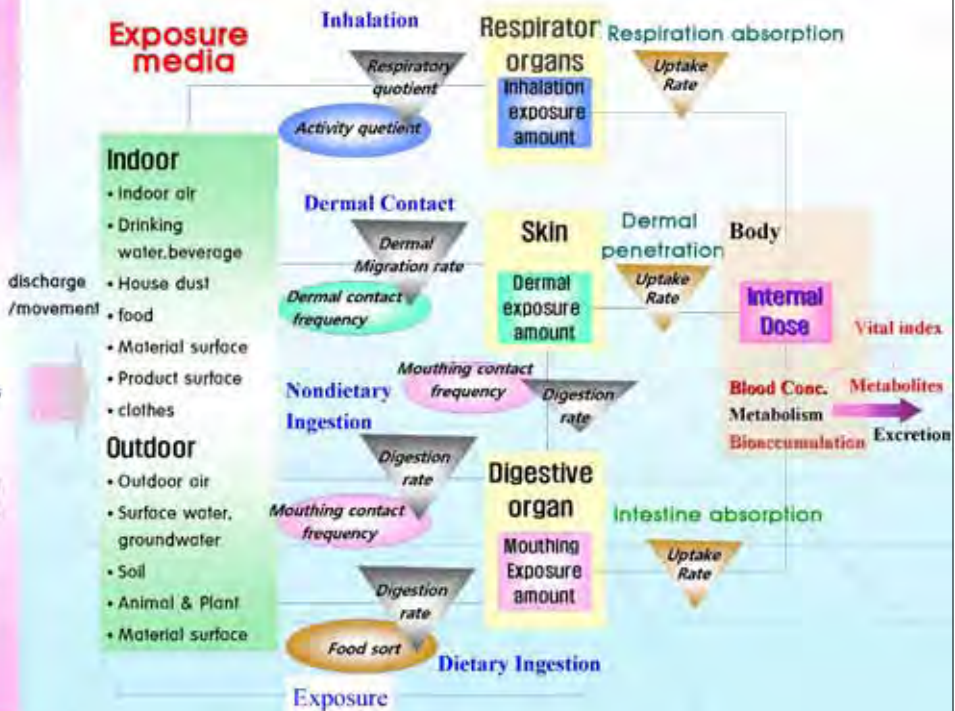 Exposure
media
Inhalation
Respiratory
quotient
Activity quetient
Respirator
organs
Inhalation
exposure
amount
Respiration absorption
Uptake
Rate
discharge
/movement
Indoor
• Indoor air
• Drinking
water.beverage
• House dust
• food
• Material surface
• Product surface
• clothes
Outdoor
• Outdoor air
• Surface water,
groundwater
• Soil
• Animal & Plant
• Material surface
Dermal Contact
Dermal
Migration rate
Dermal contact
frequency
Skin
Dermal
exposure
amount
Dermal
penetration
Uptake
Rate
Body
Internal
Dose
Vital index
Mouthing contact
frequency
Digestion
rate
Nondietary
Ingestion
Digestion
rate
Mouthing contact
frequency
Blood Conc.
Metabolism
Bioaccumulation
Metabolites
Excretion
Digestive
organ
Mouthing
Exposure
amount
Intestine absorption
Uptake
Rate
Digestion
rate
Food sort
Dietary Ingestion
Exposure